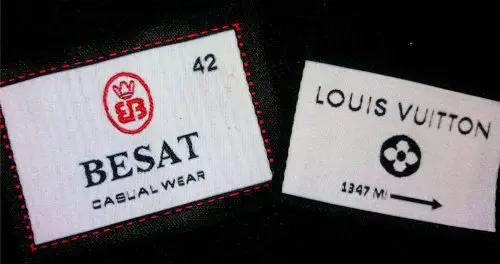 42
BESAT
CASUAL WEAR
LOUIS VUITTON
1347 MI